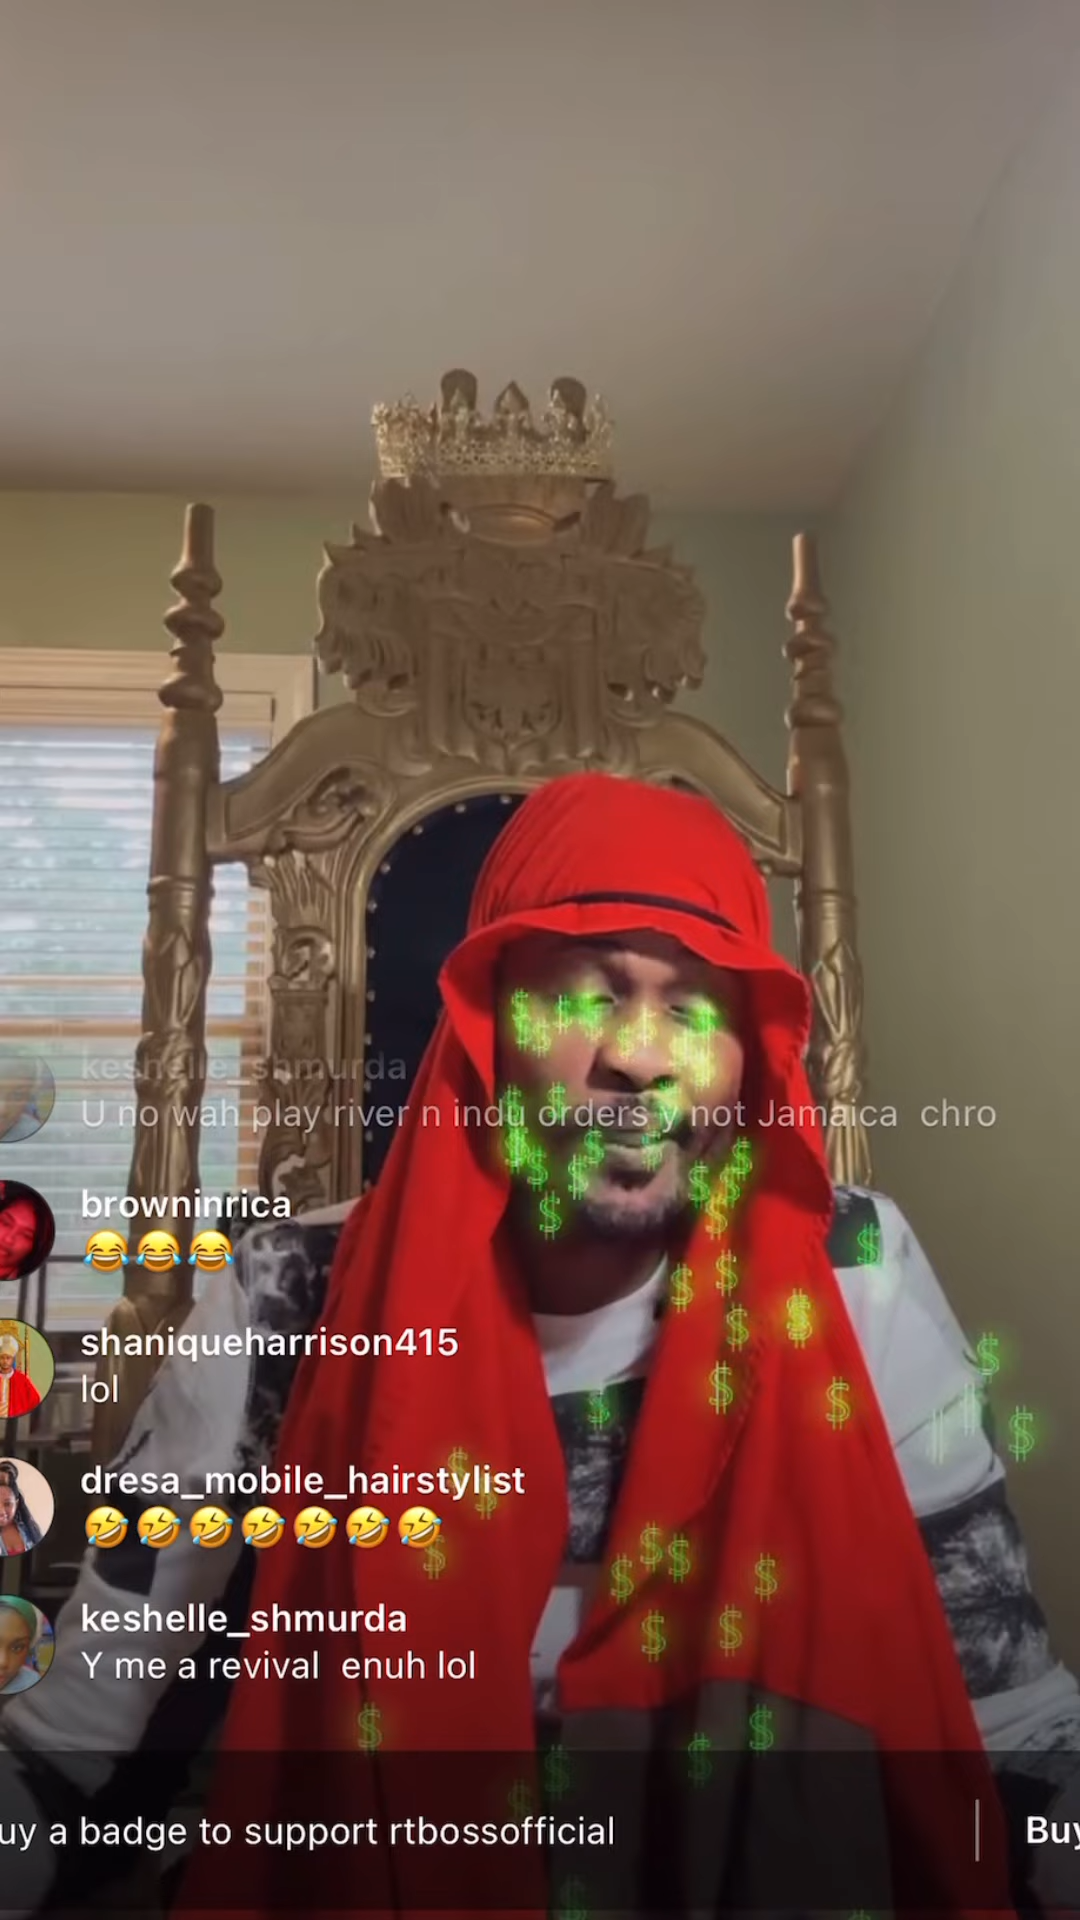 keshelle_shmurda
U no wah play river n indu orders y not Jamaica chro
browninrica
😂😂😂
shaniqueharrison415
lol
dresa_mobile_hairstylist
🤣🤣🤣🤣🤣🤣🤣
keshelle_shmurda
Y me a revival enuh lol
uy a badge to support rtbossofficial
Buy